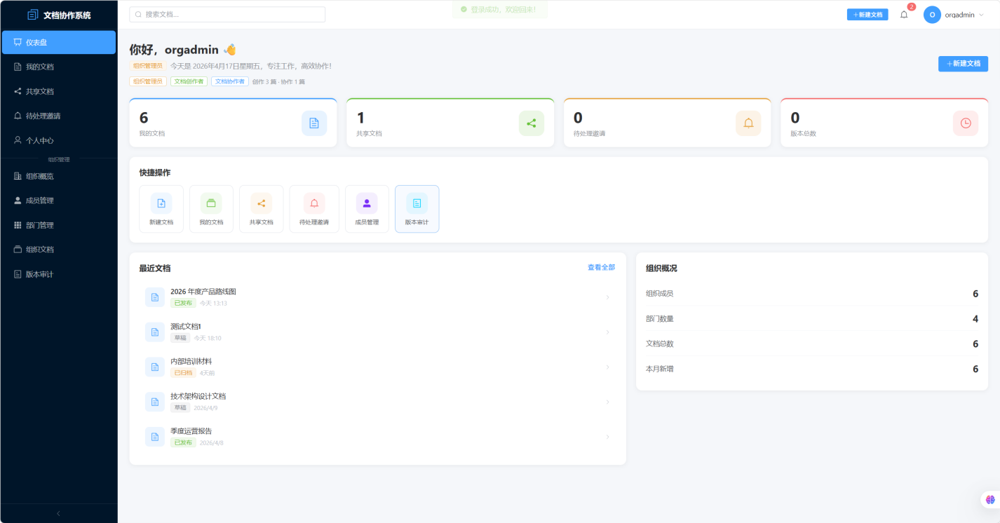 文档协作系统
搜索文档...
登录成功，欢迎回来！
+新建文档
2
O
orgadmin
仪表盘
我的文档
共享文档
待处理邀请
个人中心
组织管理
组织概览
成员管理
部门管理
组织文档
版本审计
你好，orgadmin 👋
组织管理员 今天是 2026年4月17日星期五，专注工作，高效协作！
组织管理员 文档创作者 文档协作者 创作 3 篇 · 协作 1 篇
+新建文档
6
我的文档
1
共享文档
0
待处理邀请
0
版本总数
快捷操作
新建文档
我的文档
共享文档
待处理邀请
成员管理
版本审计
最近文档
查看全部
2026 年度产品路线图
已发布 今天 13:13
测试文档1
草稿 今天 18:10
内部培训材料
已归档 4天前
技术架构设计文档
草稿 2026/4/9
季度运营报告
已发布 2026/4/8
组织概况
组织成员 6
部门数量 4
文档总数 6
本月新增 6